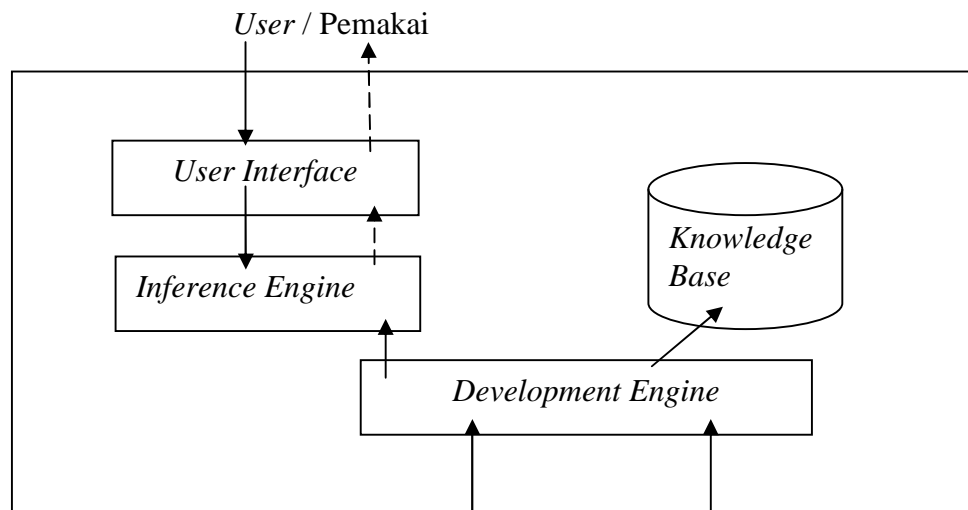 User / Pemakai
User Interface
Knowledge
Base
Inference Engine
Development Engine